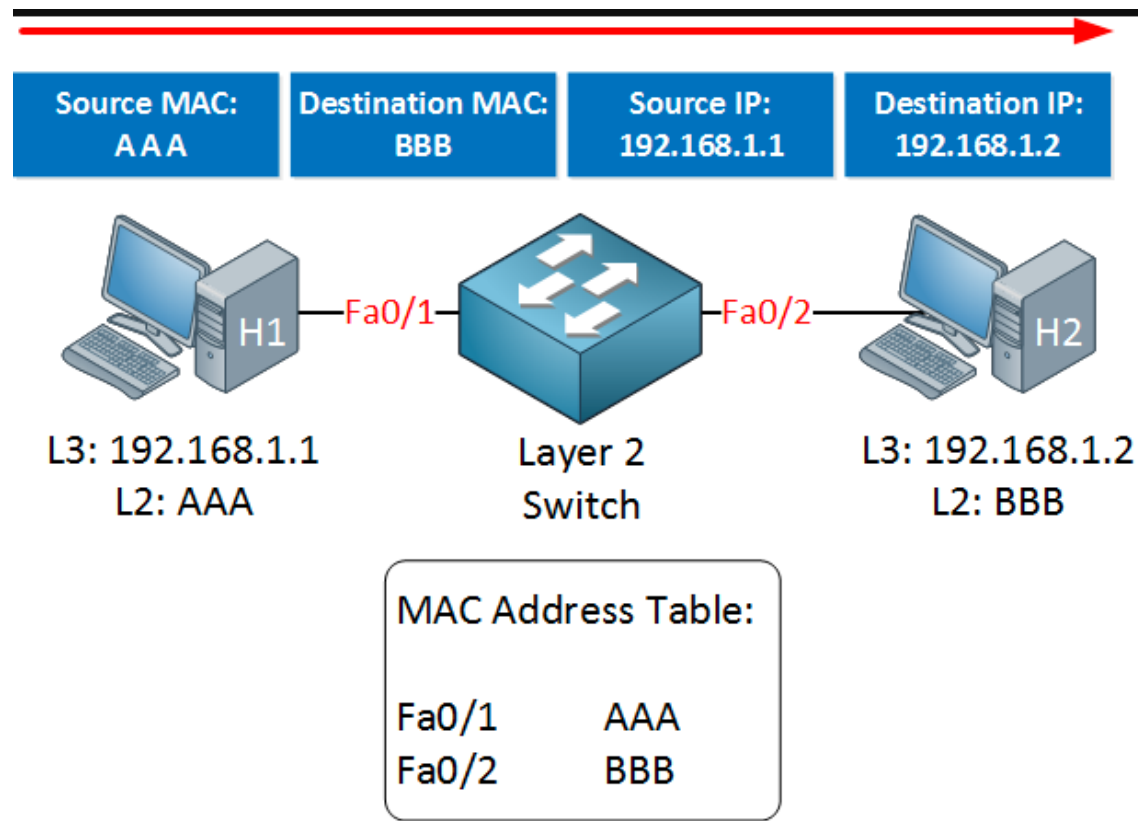 Source MAC:
AAA
Destination MAC:
BBB
Source IP:
192.168.1.1
Destination IP:
192.168.1.2
H1
Fa0/1
Fa0/2
H2
L3: 192.168.1.1
L2: AAA
Layer 2
Switch
L3: 192.168.1.2
L2: BBB
MAC Address Table:
Fa0/1 AAA
Fa0/2 BBB